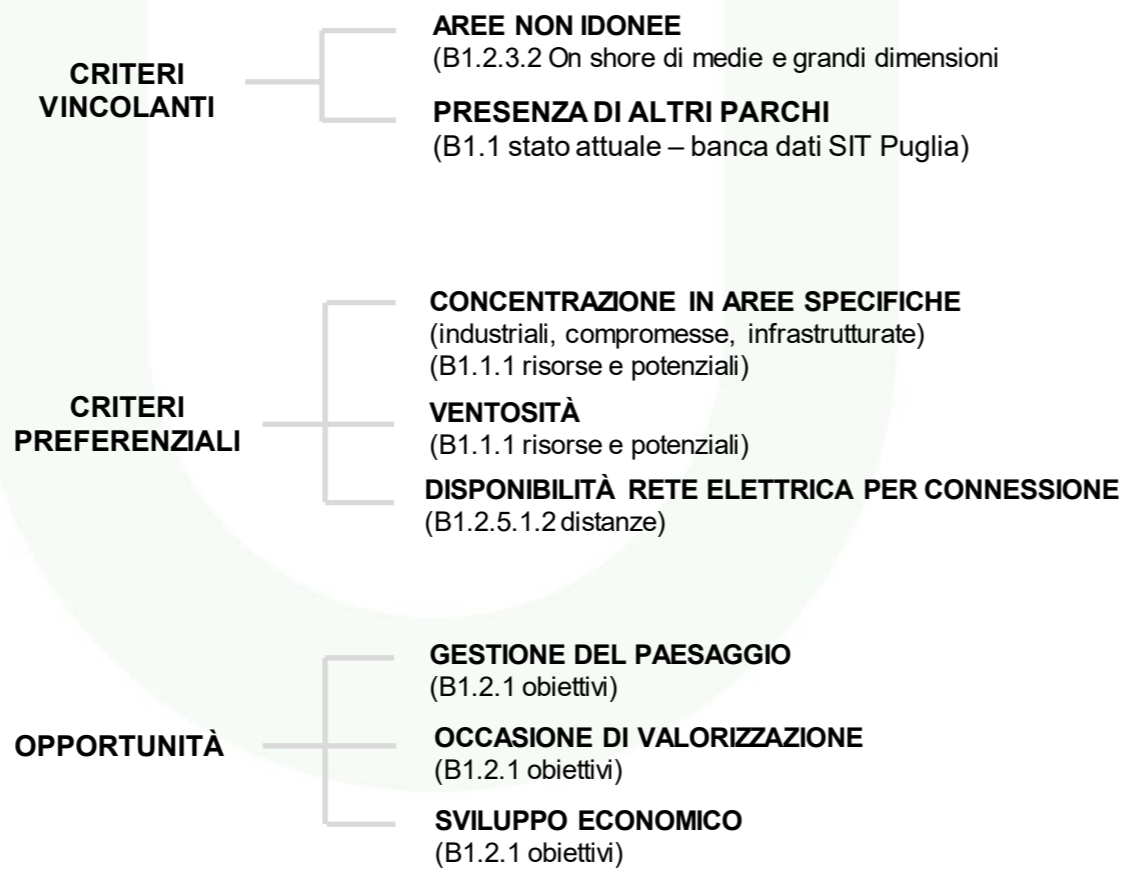 CRITERI
VINCOLANTI
AREE NON IDONEE
(B1.2.3.2 On shore di medie e grandi dimensioni
PRESENZA DI ALTRI PARCHI
(B1.1 stato attuale – banca dati SIT Puglia)
CRITERI
PREFERENZIALI
CONCENTRAZIONE IN AREE SPECIFICHE
(industriali, compromesse, infrastrutturate)
(B1.1.1 risorse e potenziali)
VENTOSITÀ
(B1.1.1 risorse e potenziali)
DISPONIBILITÀ RETE ELETTRICA PER CONNESSIONE
(B1.2.5.1.2 distanze)
OPPORTUNITÀ
GESTIONE DEL PAESAGGIO
(B1.2.1 obiettivi)
OCCASIONE DI VALORIZZAZIONE
(B1.2.1 obiettivi)
SVILUPPO ECONOMICO
(B1.2.1 obiettivi)